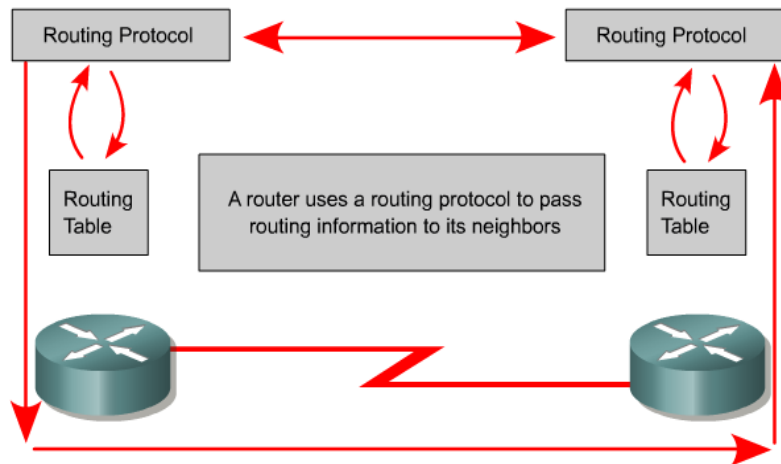 Routing Protocol
Routing Protocol
Routing
Table
A router uses a routing protocol to pass
routing information to its neighbors
Routing
Table